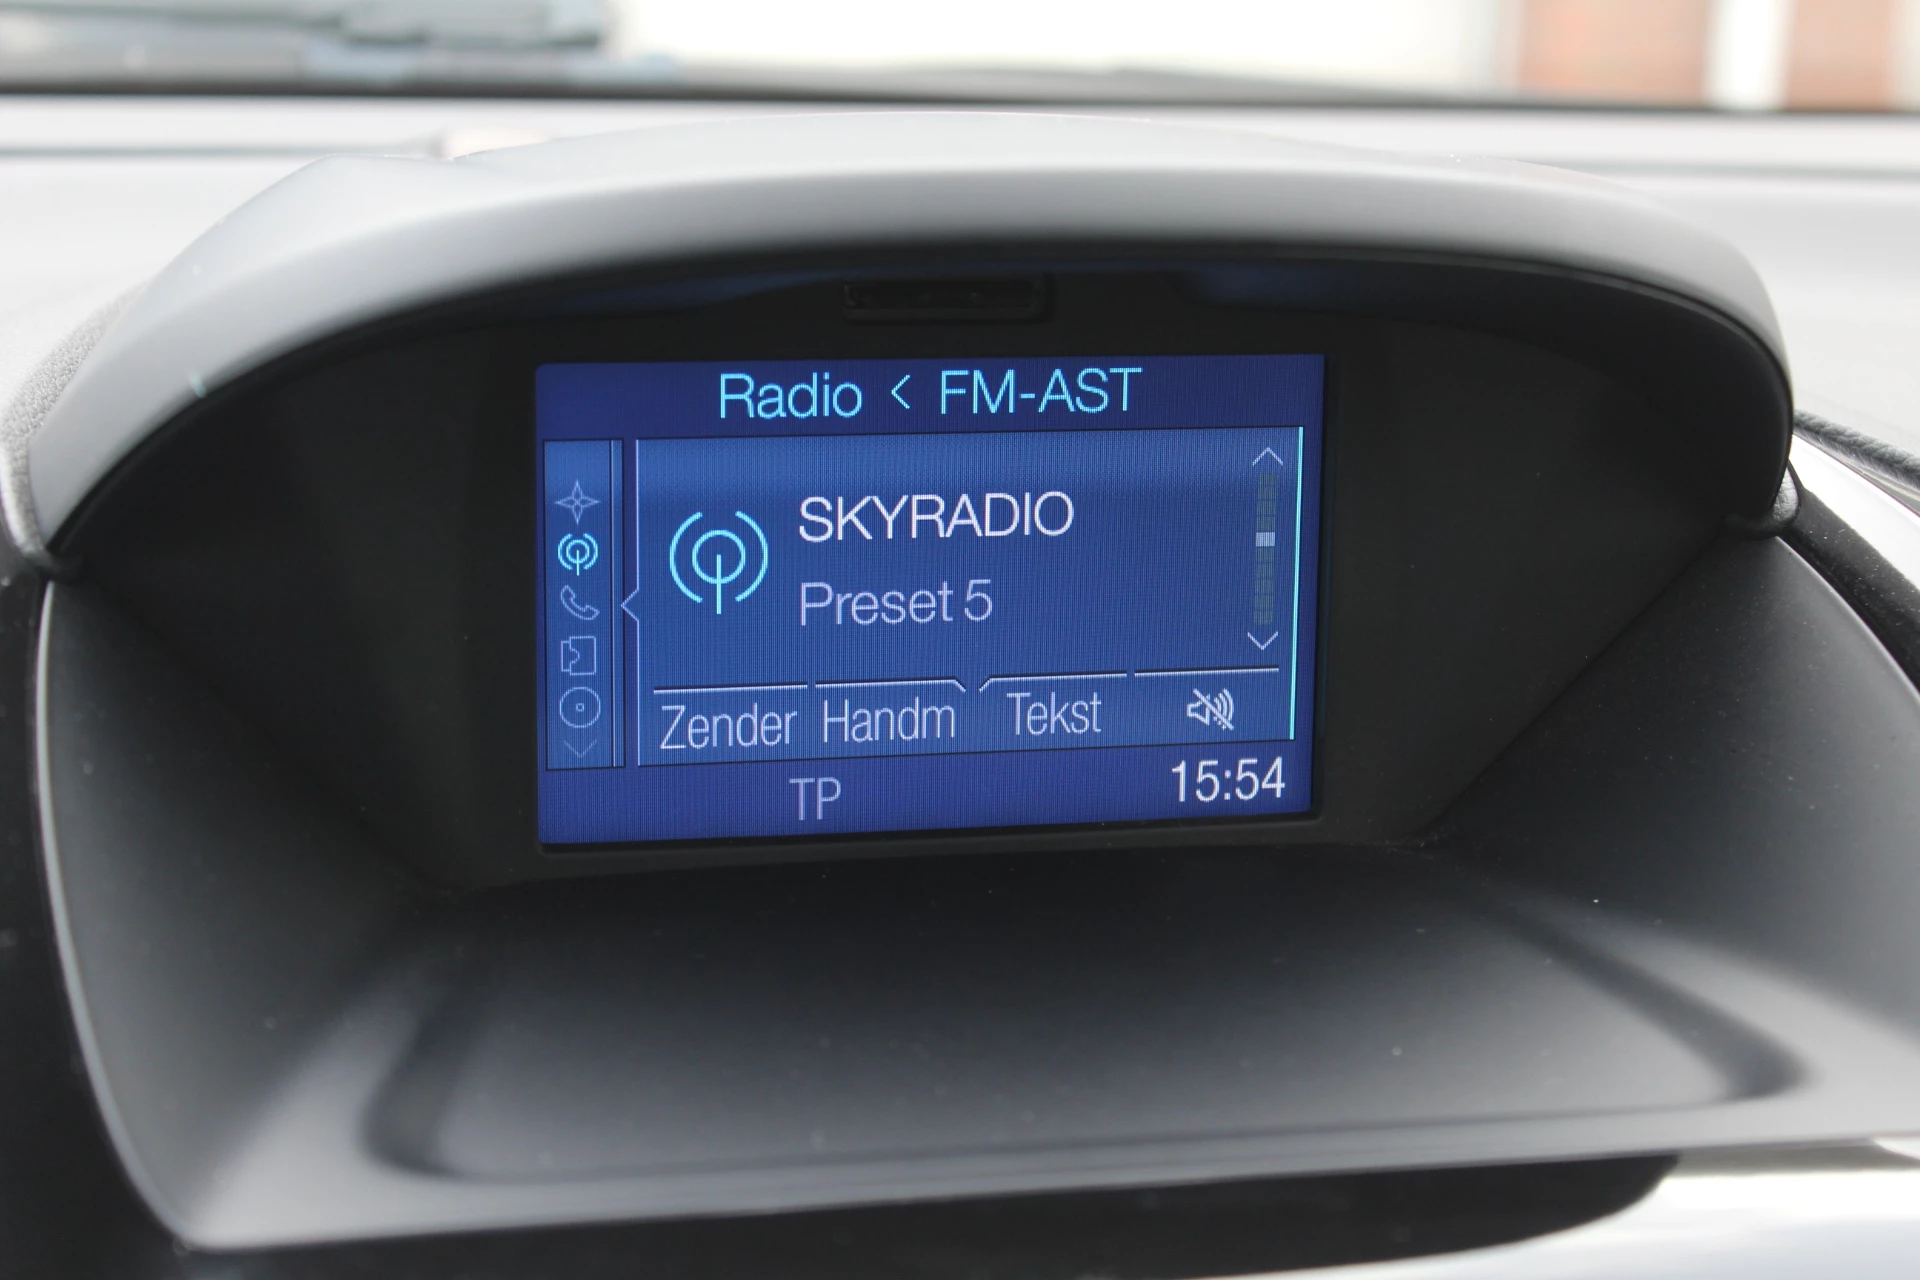 Radio < FM-AST
SKYRADIO
Preset 5
Zender Handm Tekst
TP 15:54